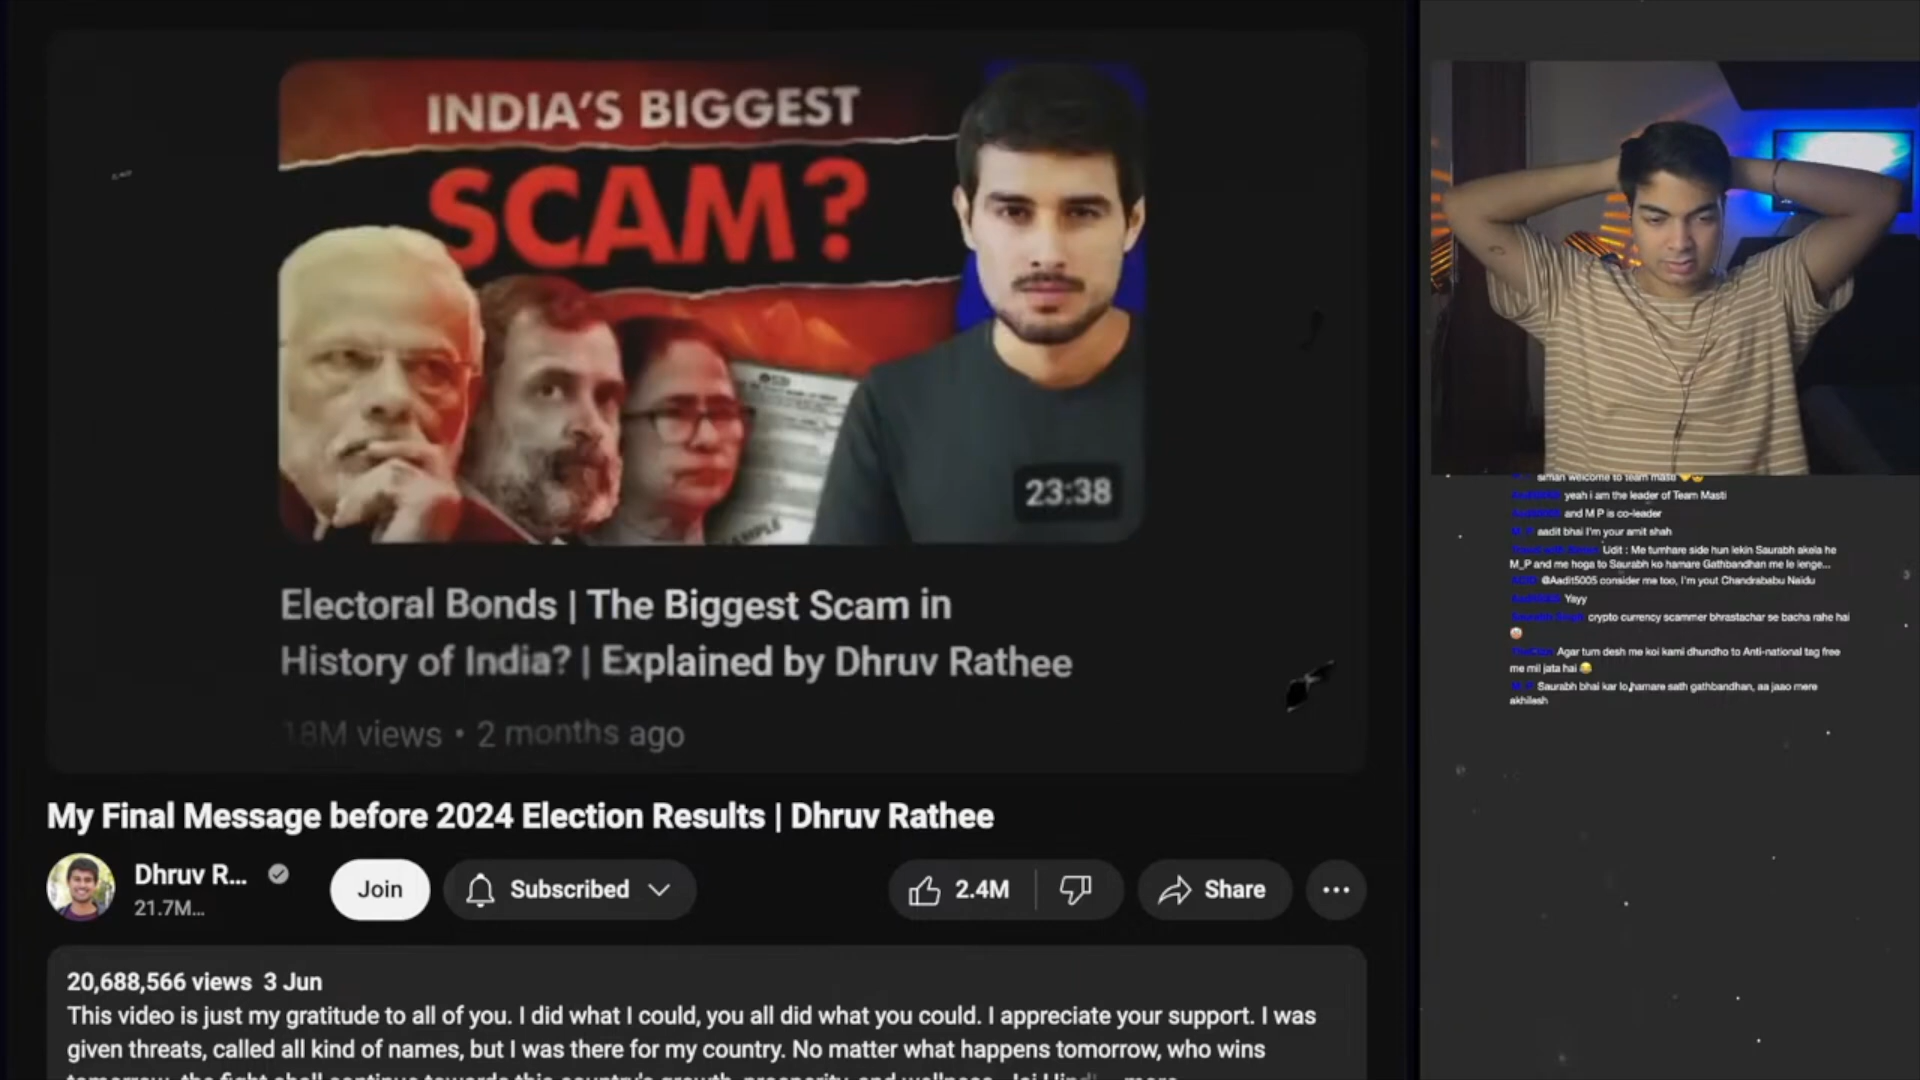 INDIA'S BIGGEST
SCAM?
23:38
Electoral Bonds | The Biggest Scam in
History of India? | Explained by Dhruv Rathee
18M views • 2 months ago
My Final Message before 2024 Election Results | Dhruv Rathee
Dhruv R...
21.7M...
Join
Subscribed
2.4M
Share
20,688,566 views 3 Jun
This video is just my gratitude to all of you. I did what I could, you all did what you could. I appreciate your support. I was
given threats, called all kind of names, but I was there for my country. No matter what happens tomorrow, who wins
siman welcome to team masti
yeah i am the leader of Team Masti
and M P is co-leader
M_P aadit bhai I'm your amit shah
Udit : Me tumhare side hun lekin Saurabh akela he
M_P and me hoga to Saurabh ko hamare Gathbandhan me le lenge...
@Aadit5005 consider me too, I'm yout Chandrababu Naidu
Yayy
crypto currency scammer bhrastachar se bacha rahe hai
🤡
Agar tum desh me koi kami dhundho to Anti-national tag free
me mil jata hai 😂
M_P Saurabh bhai kar lo hamare sath gathbandhan, aa jaao mere
akhilesh